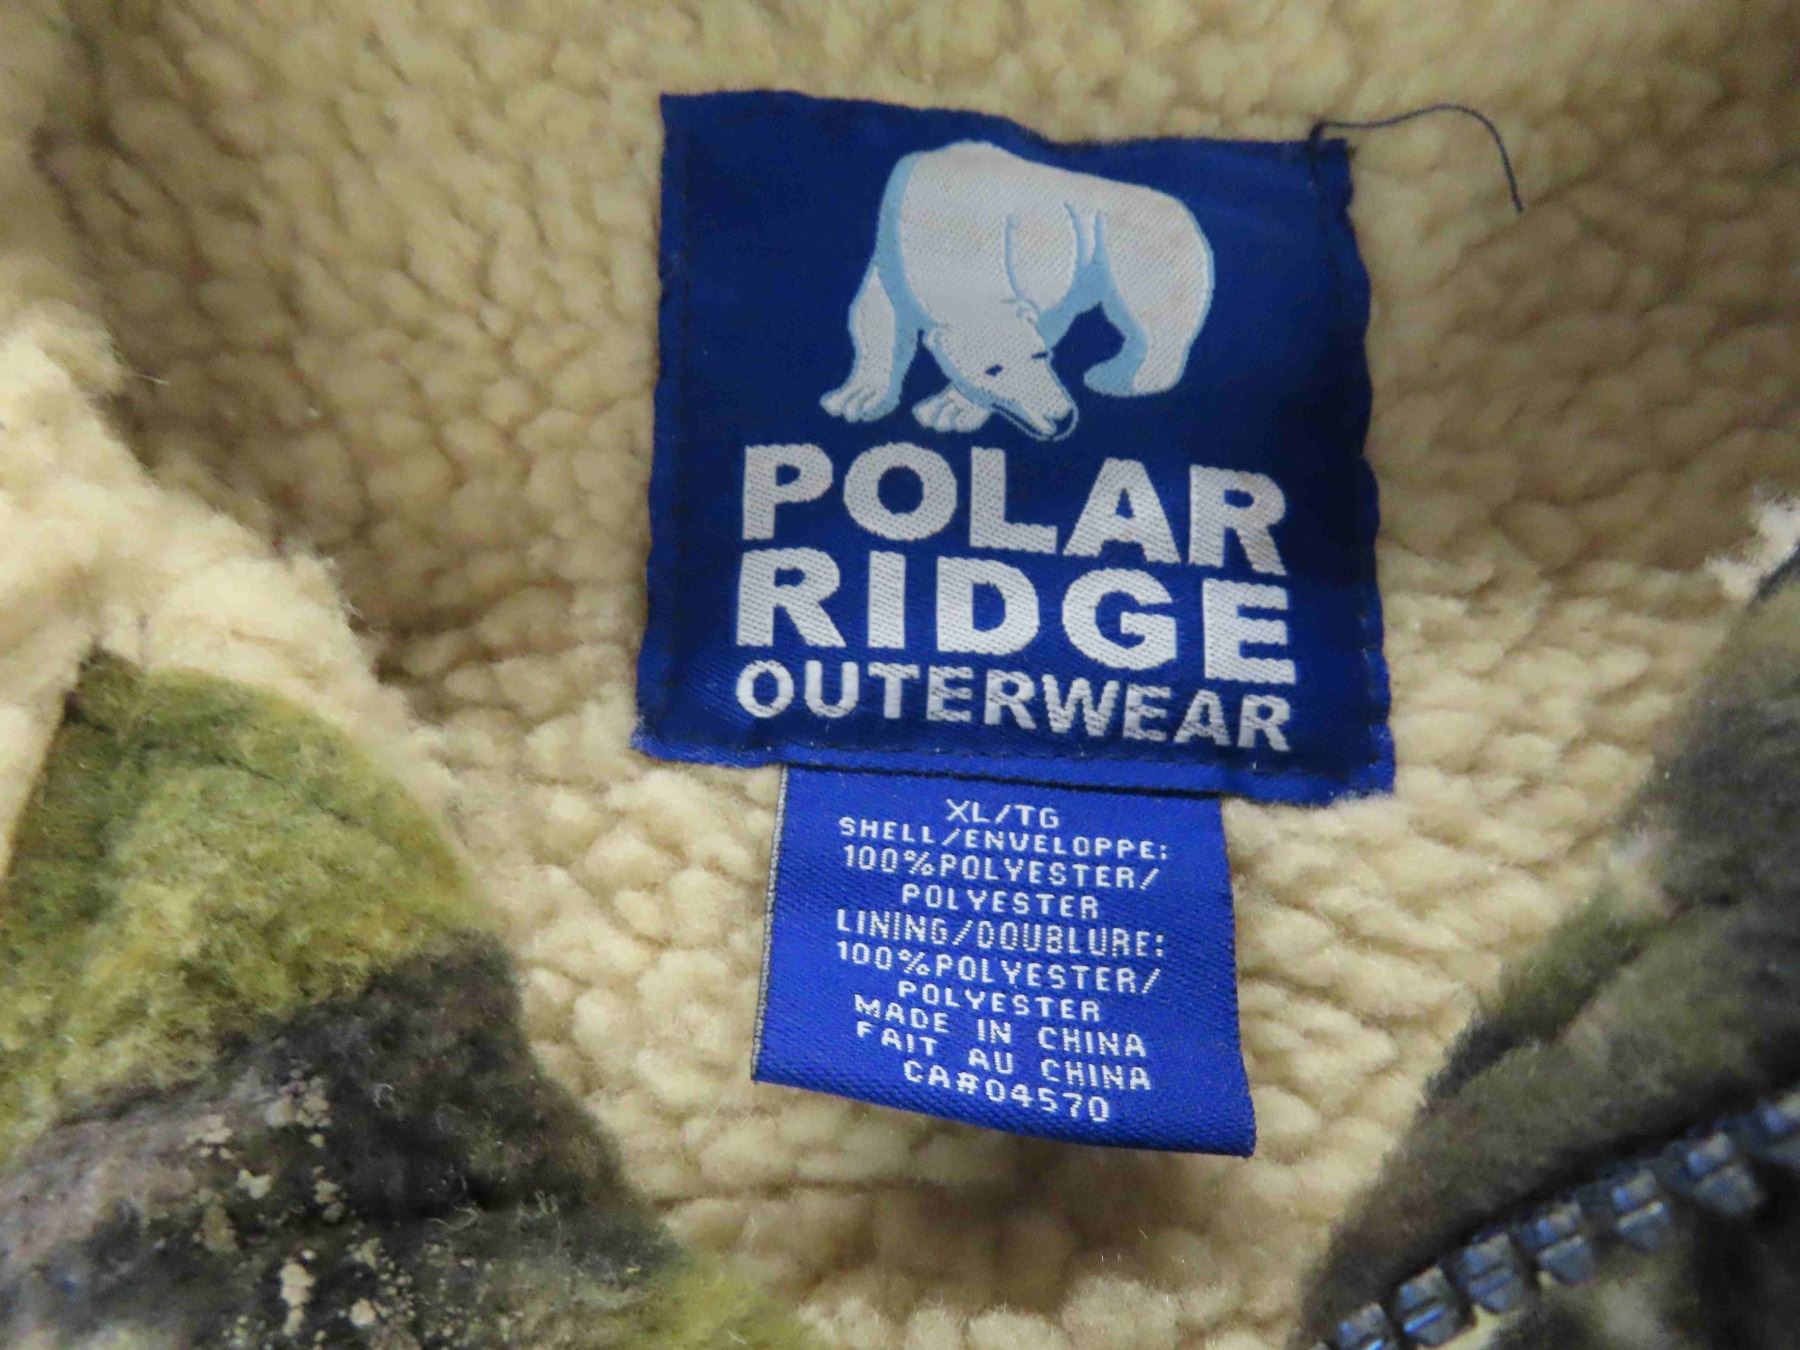 POLAR
RIDGE
OUTERWEAR
XL/TG
SHELL/ENVELOPPE:
100%POLYESTER/
POLYESTER
LINING/DOUBLURE:
100%POLYESTER/
POLYESTER
MADE IN CHINA
FAIT AU CHINA
CA#04570